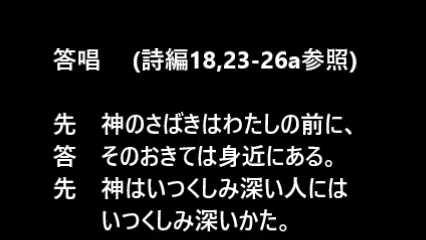 答唱　(詩編18,23-26a参照)
先　神のさばきはわたしの前に、
答　そのおきては身近にある。
先　神はいつくしみ深い人には
いつくしみ深いかた。